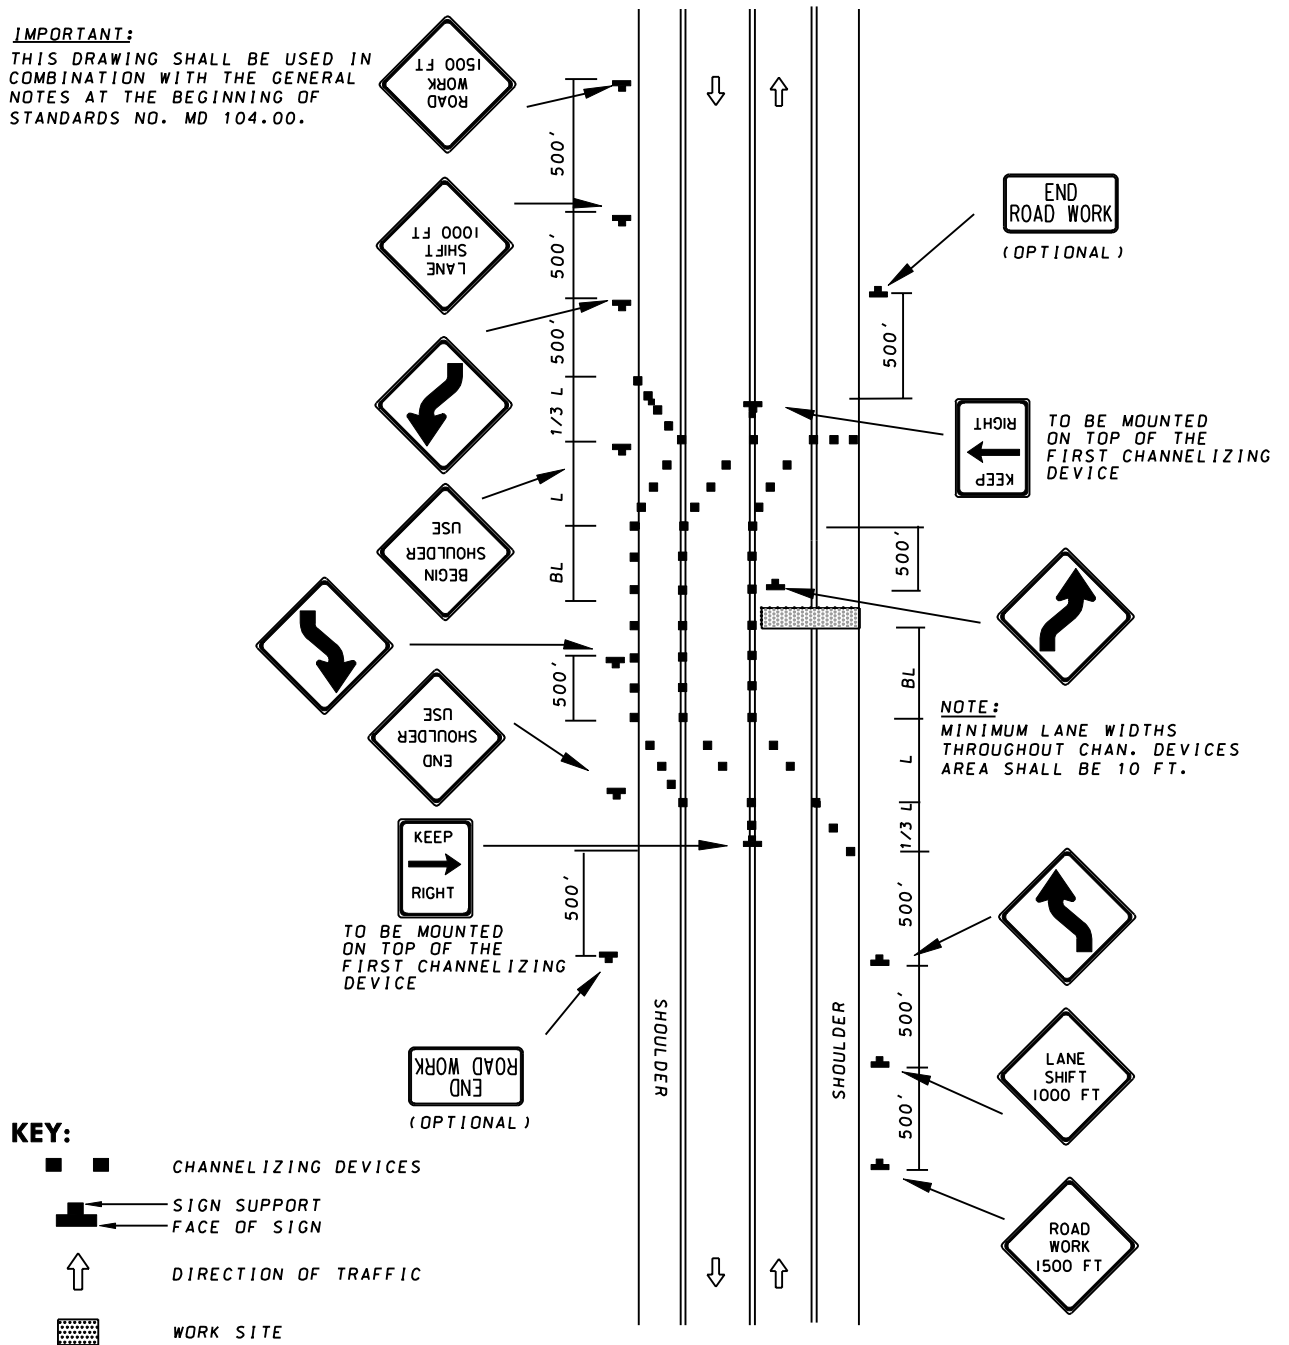 IMPORTANT:
THIS DRAWING SHALL BE USED IN
COMBINATION WITH THE GENERAL
NOTES AT THE BEGINNING OF
STANDARDS NO. MD 104.00.
ROAD
WORK
1500 FT
500'
LANE
SHIFT
1000 FT
500'
500'
1/3 L
L
BL
BEGIN
SHOULDER
USE
500'
END
SHOULDER
USE
KEEP
RIGHT
TO BE MOUNTED
ON TOP OF THE
FIRST CHANNELIZING
DEVICE
500'
END
ROAD WORK
(OPTIONAL)
SHOULDER
SHOULDER
END
ROAD WORK
(OPTIONAL)
500'
KEEP
RIGHT
TO BE MOUNTED
ON TOP OF THE
FIRST CHANNELIZING
DEVICE
500'
BL
NOTE:
MINIMUM LANE WIDTHS
THROUGHOUT CHAN. DEVICES
AREA SHALL BE 10 FT.
L
1/3 L
500'
500'
LANE
SHIFT
1000 FT
500'
ROAD
WORK
1500 FT
KEY:
CHANNELIZING DEVICES
SIGN SUPPORT
FACE OF SIGN
DIRECTION OF TRAFFIC
WORK SITE